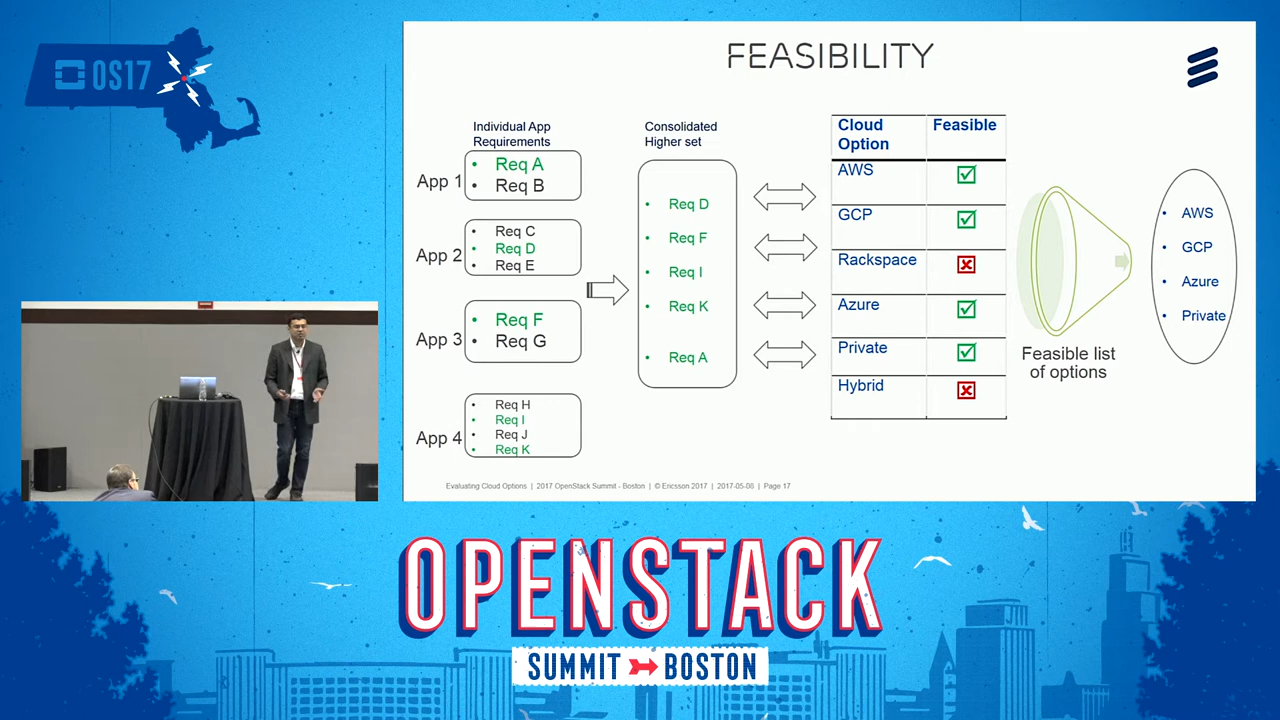 OS17
FEASIBILITY
Individual App
Requirements
App 1
• Req A
• Req B
App 2
• Req C
• Req D
• Req E
App 3
• Req F
• Req G
App 4
• Req H
• Req I
• Req J
• Req K
Consolidated
Higher set
• Req D
• Req F
• Req I
• Req K
• Req A
Cloud Option Feasible
AWS
GCP
Rackspace
Azure
Private
Hybrid
Feasible list
of options
• AWS
• GCP
• Azure
• Private
Evaluating Cloud Options | 2017 OpenStack Summit - Boston | © Ericsson 2017 | 2017-05-08 | Page 17
OPENSTACK
SUMMIT BOSTON